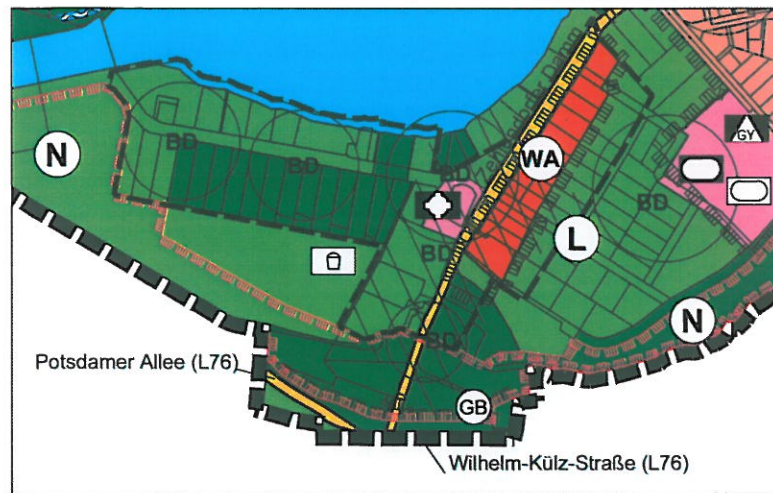 GY
N
BD
BD
BD
WA
BD
L
BD
N
BD
Potsdamer Allee (L76)
GB
Wilhelm-Külz-Straße (L76)